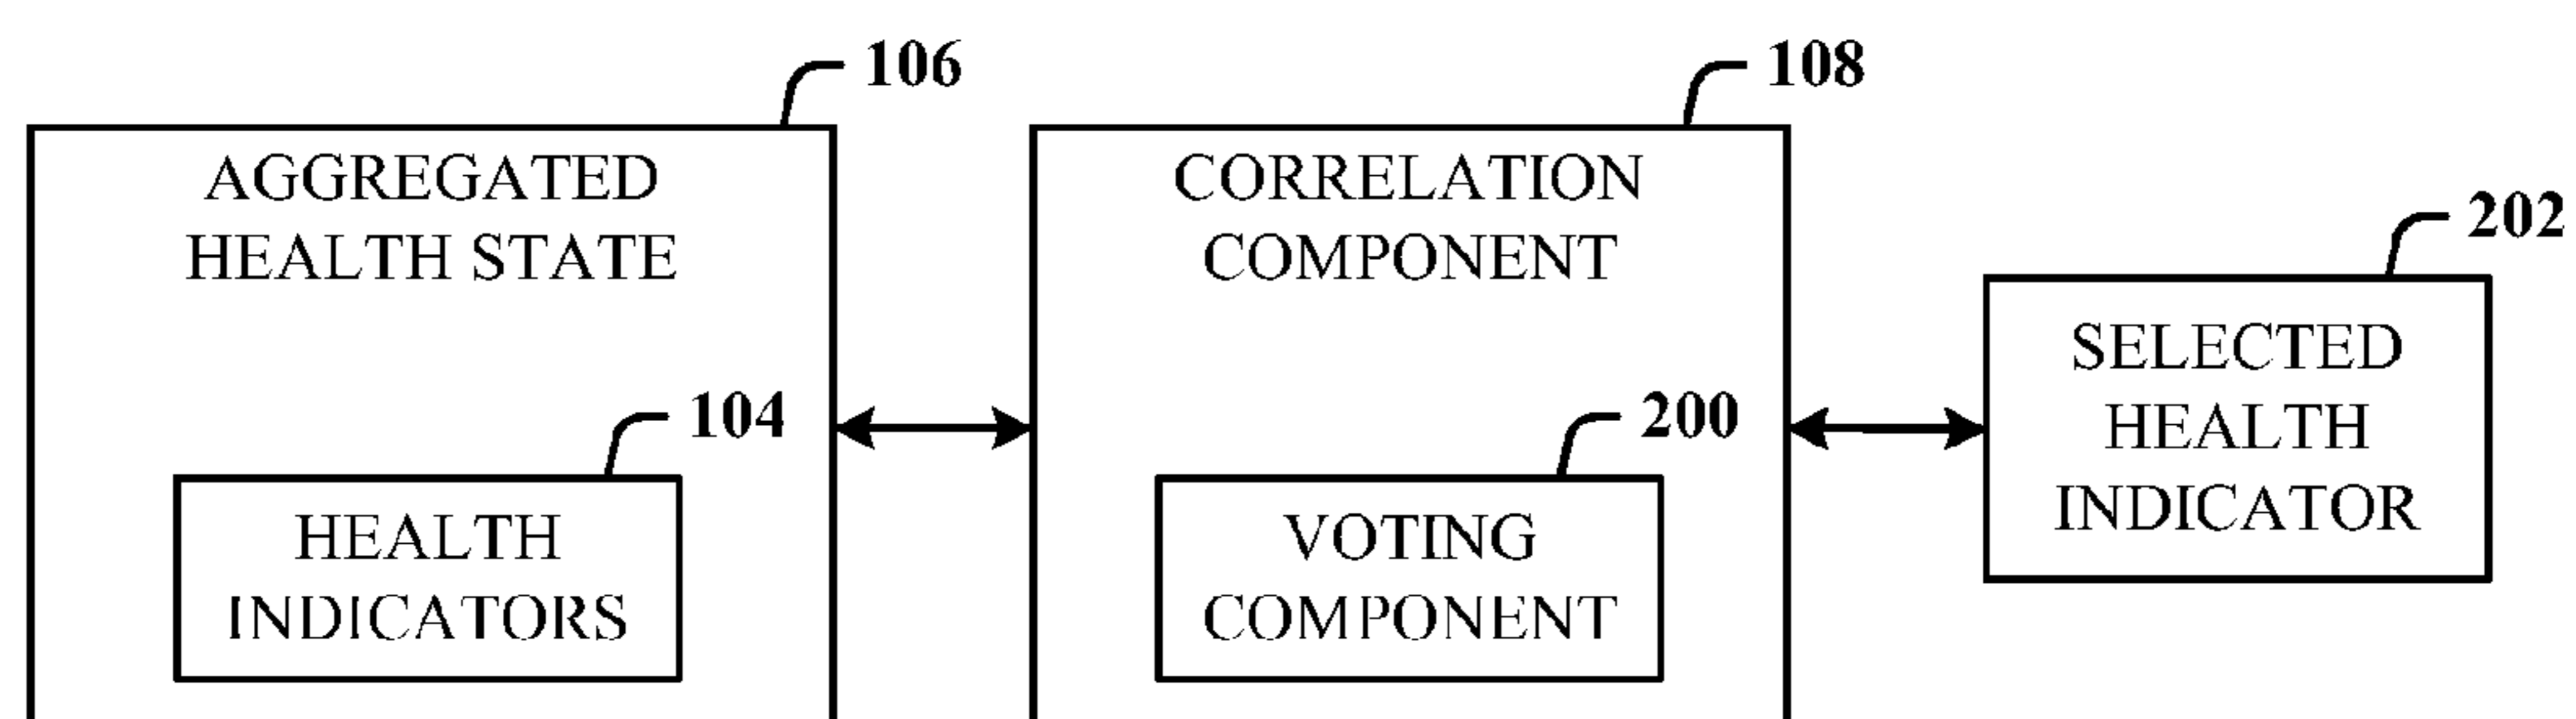 106
AGGREGATED
HEALTH STATE
104
HEALTH
INDICATORS
108
CORRELATION
COMPONENT
200
VOTING
COMPONENT
202
SELECTED
HEALTH
INDICATOR